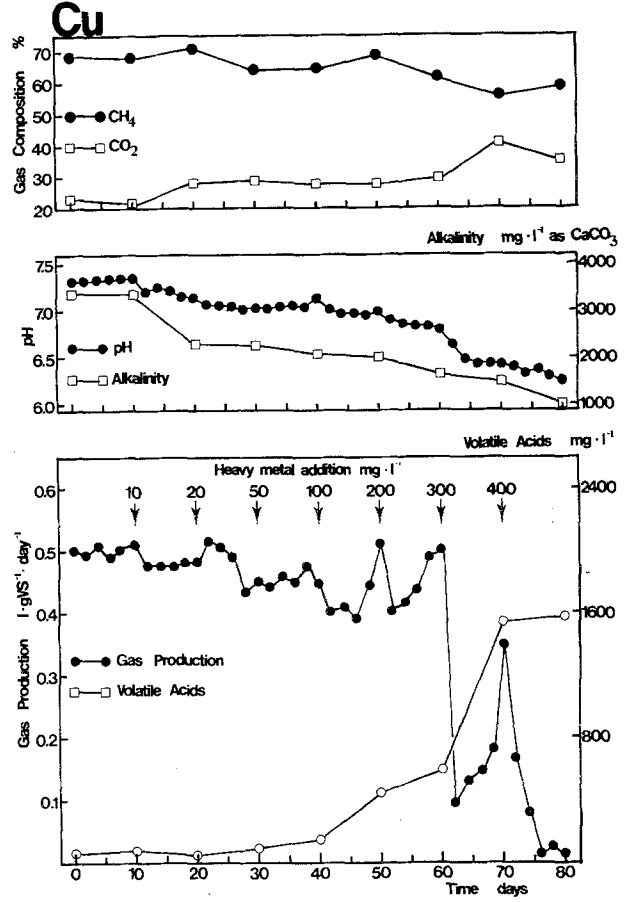 Cu
%
70
60
50
40
30
20
Gas Composition
CH4
CO2
Alkalinity mg·l⁻¹ as CaCO3
7.5
7.0
6.5
6.0
pH
4000
3000
2000
1000
pH
Alkalinity
Volatile Acids mg·l⁻¹
Heavy metal addition mg·l⁻¹
10 20 50 100 200 300 400
0.6
0.5
0.4
0.3
0.2
0.1
Gas Production l·gVS⁻¹·day⁻¹
2400
1600
800
Gas Production
Volatile Acids
0 10 20 30 40 50 60 70 80
Time days